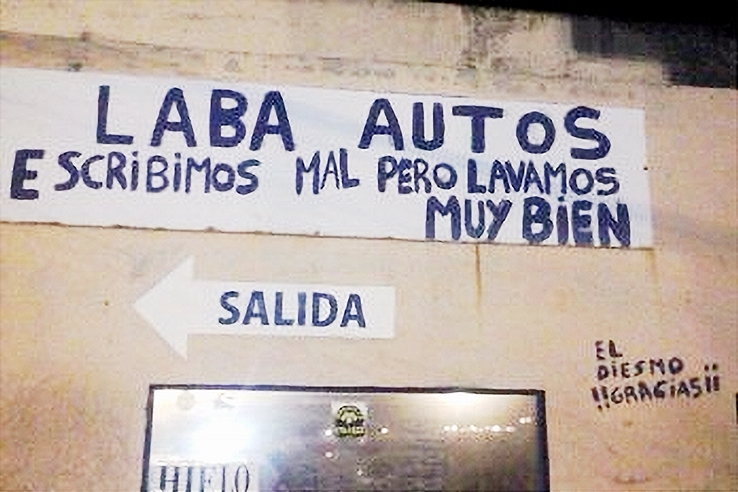 LABA AUTOS
ESCRIBIMOS MAL PERO LAVAMOS
MUY BIEN
SALIDA
EL
DIESMO
¡¡GRACIAS¡¡
HIELO